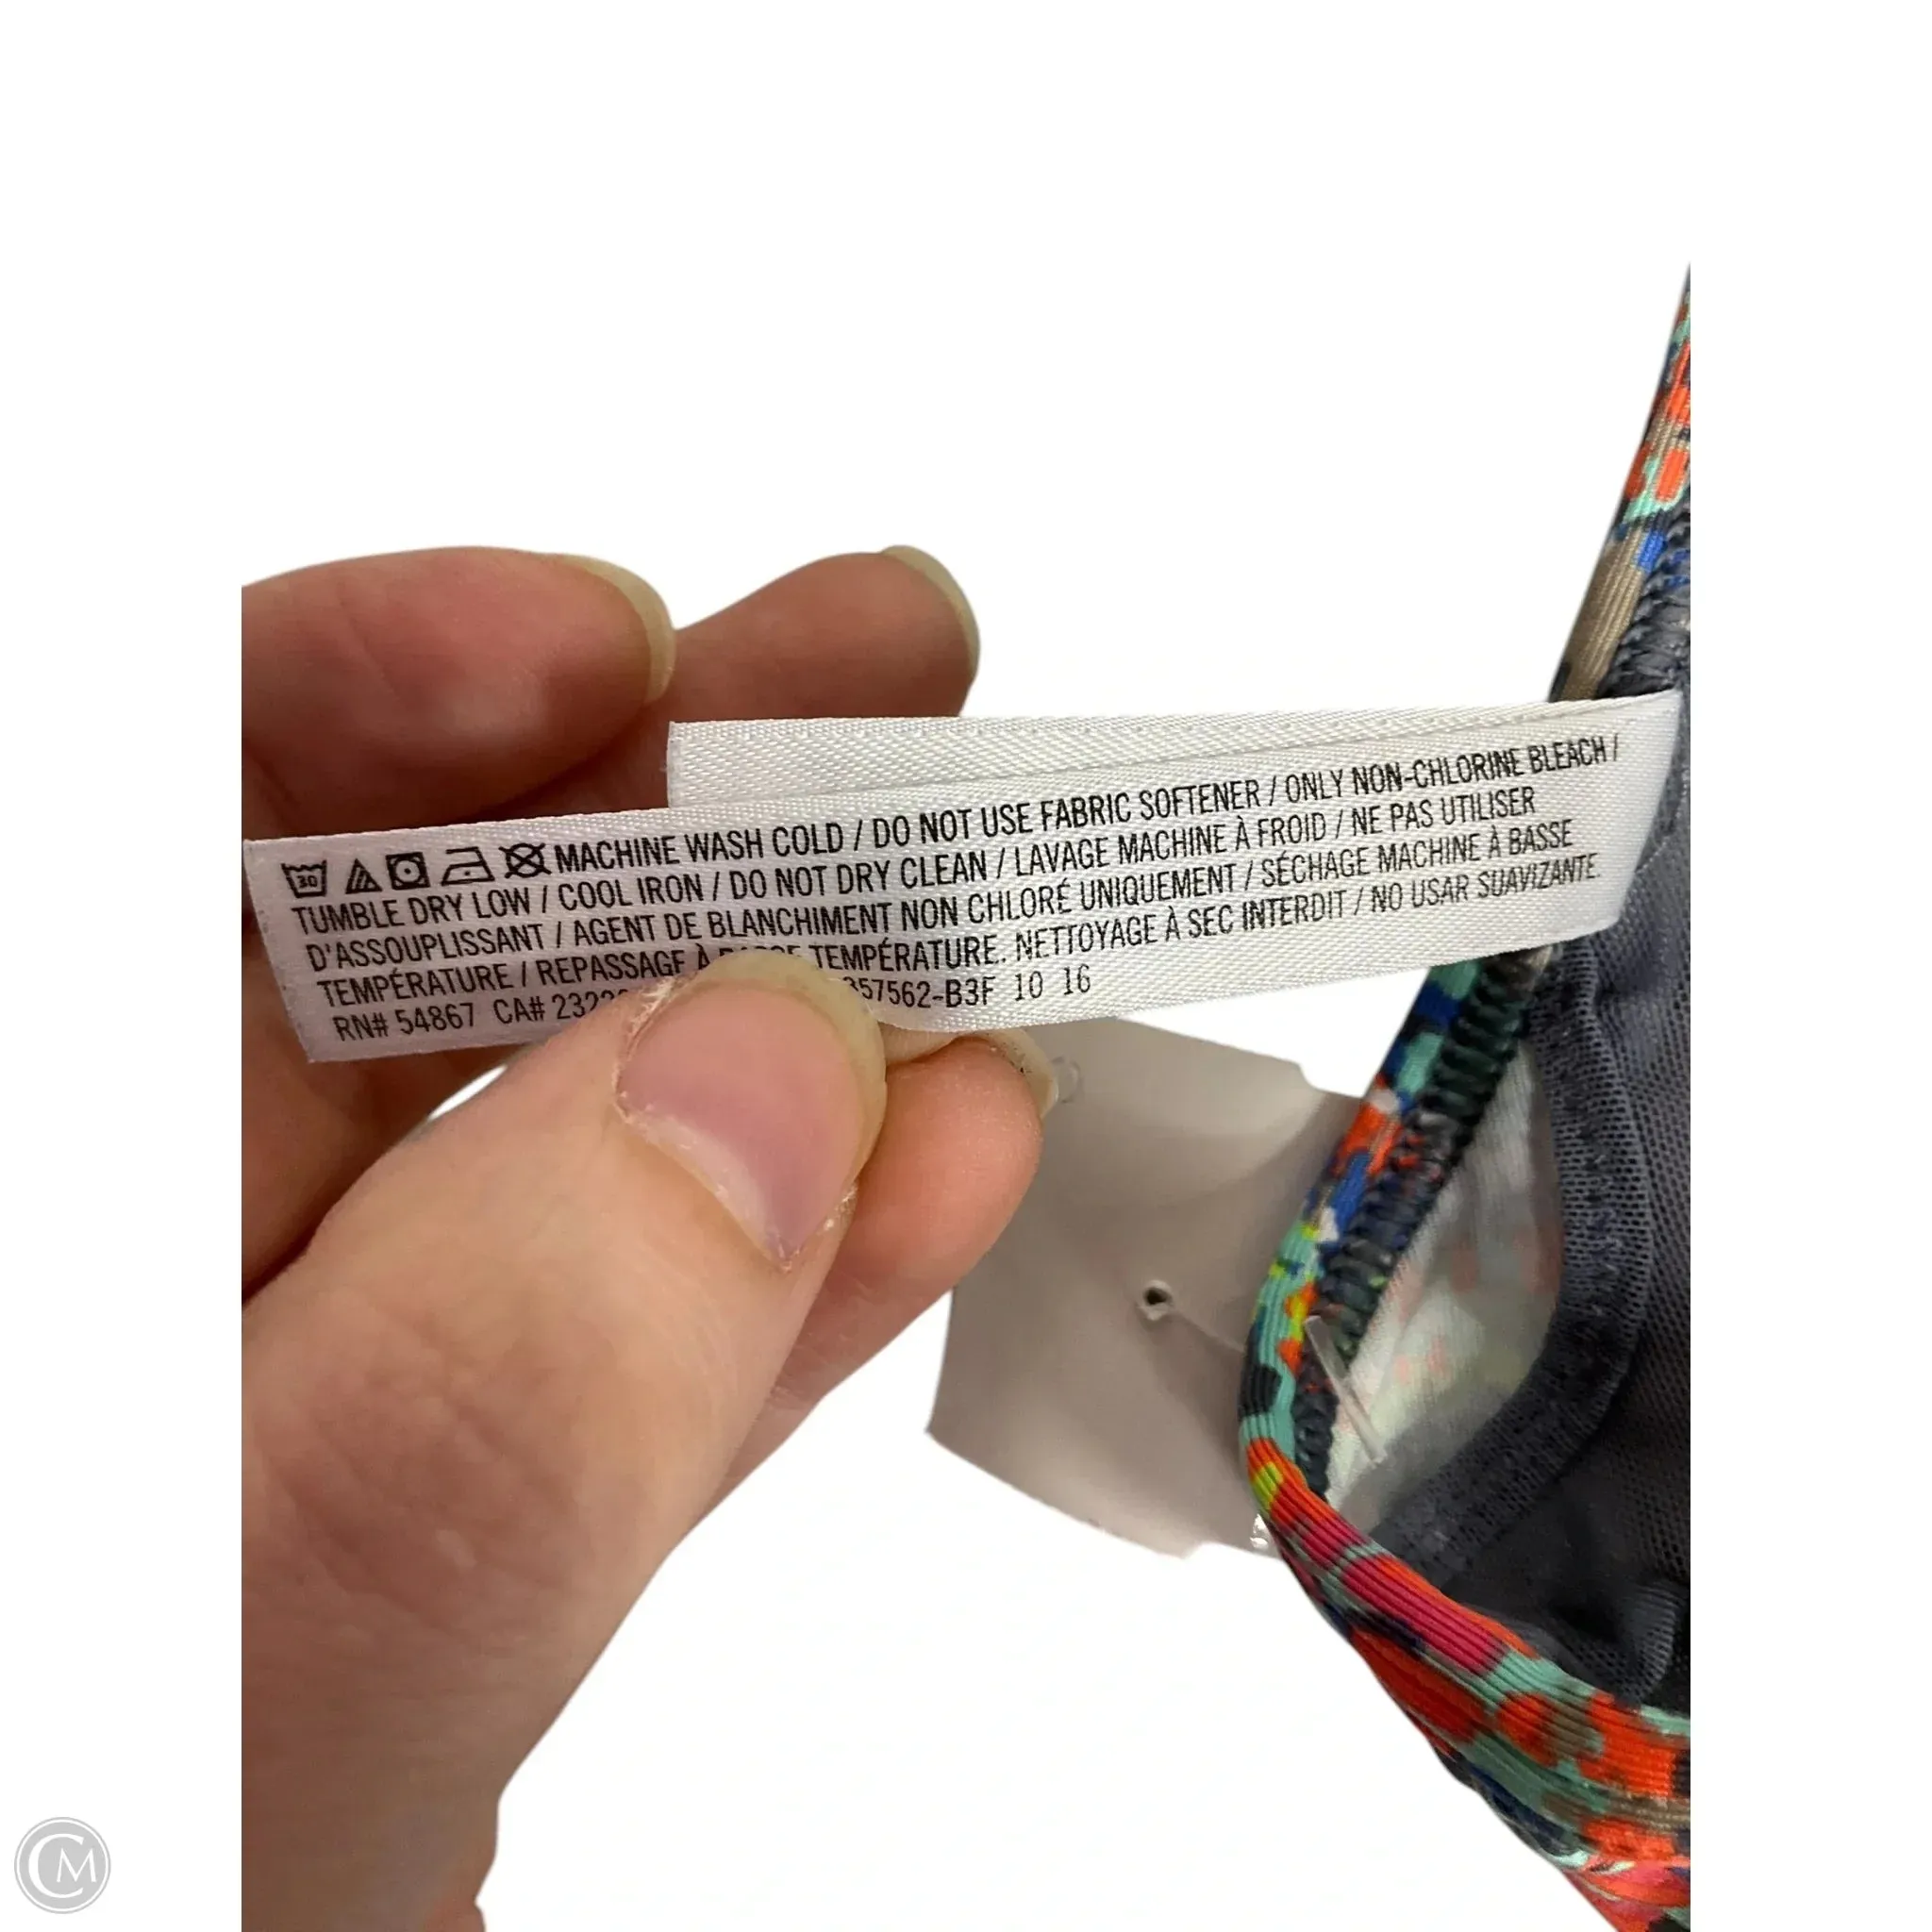 30 MACHINE WASH COLD / DO NOT USE FABRIC SOFTENER / ONLY NON-CHLORINE BLEACH /
TUMBLE DRY LOW / COOL IRON / DO NOT DRY CLEAN / LAVAGE MACHINE À FROID / NE PAS UTILISER
D'ASSOUPLISSANT / AGENT DE BLANCHIMENT NON CHLORÉ UNIQUEMENT / SÉCHAGE MACHINE À BASSE
TEMPÉRATURE / REPASSAGE À TEMPÉRATURE. NETTOYAGE À SEC INTERDIT / NO USAR SUAVIZANTE.
RN# 54867 CA# 357562-B3F 10 16
CM